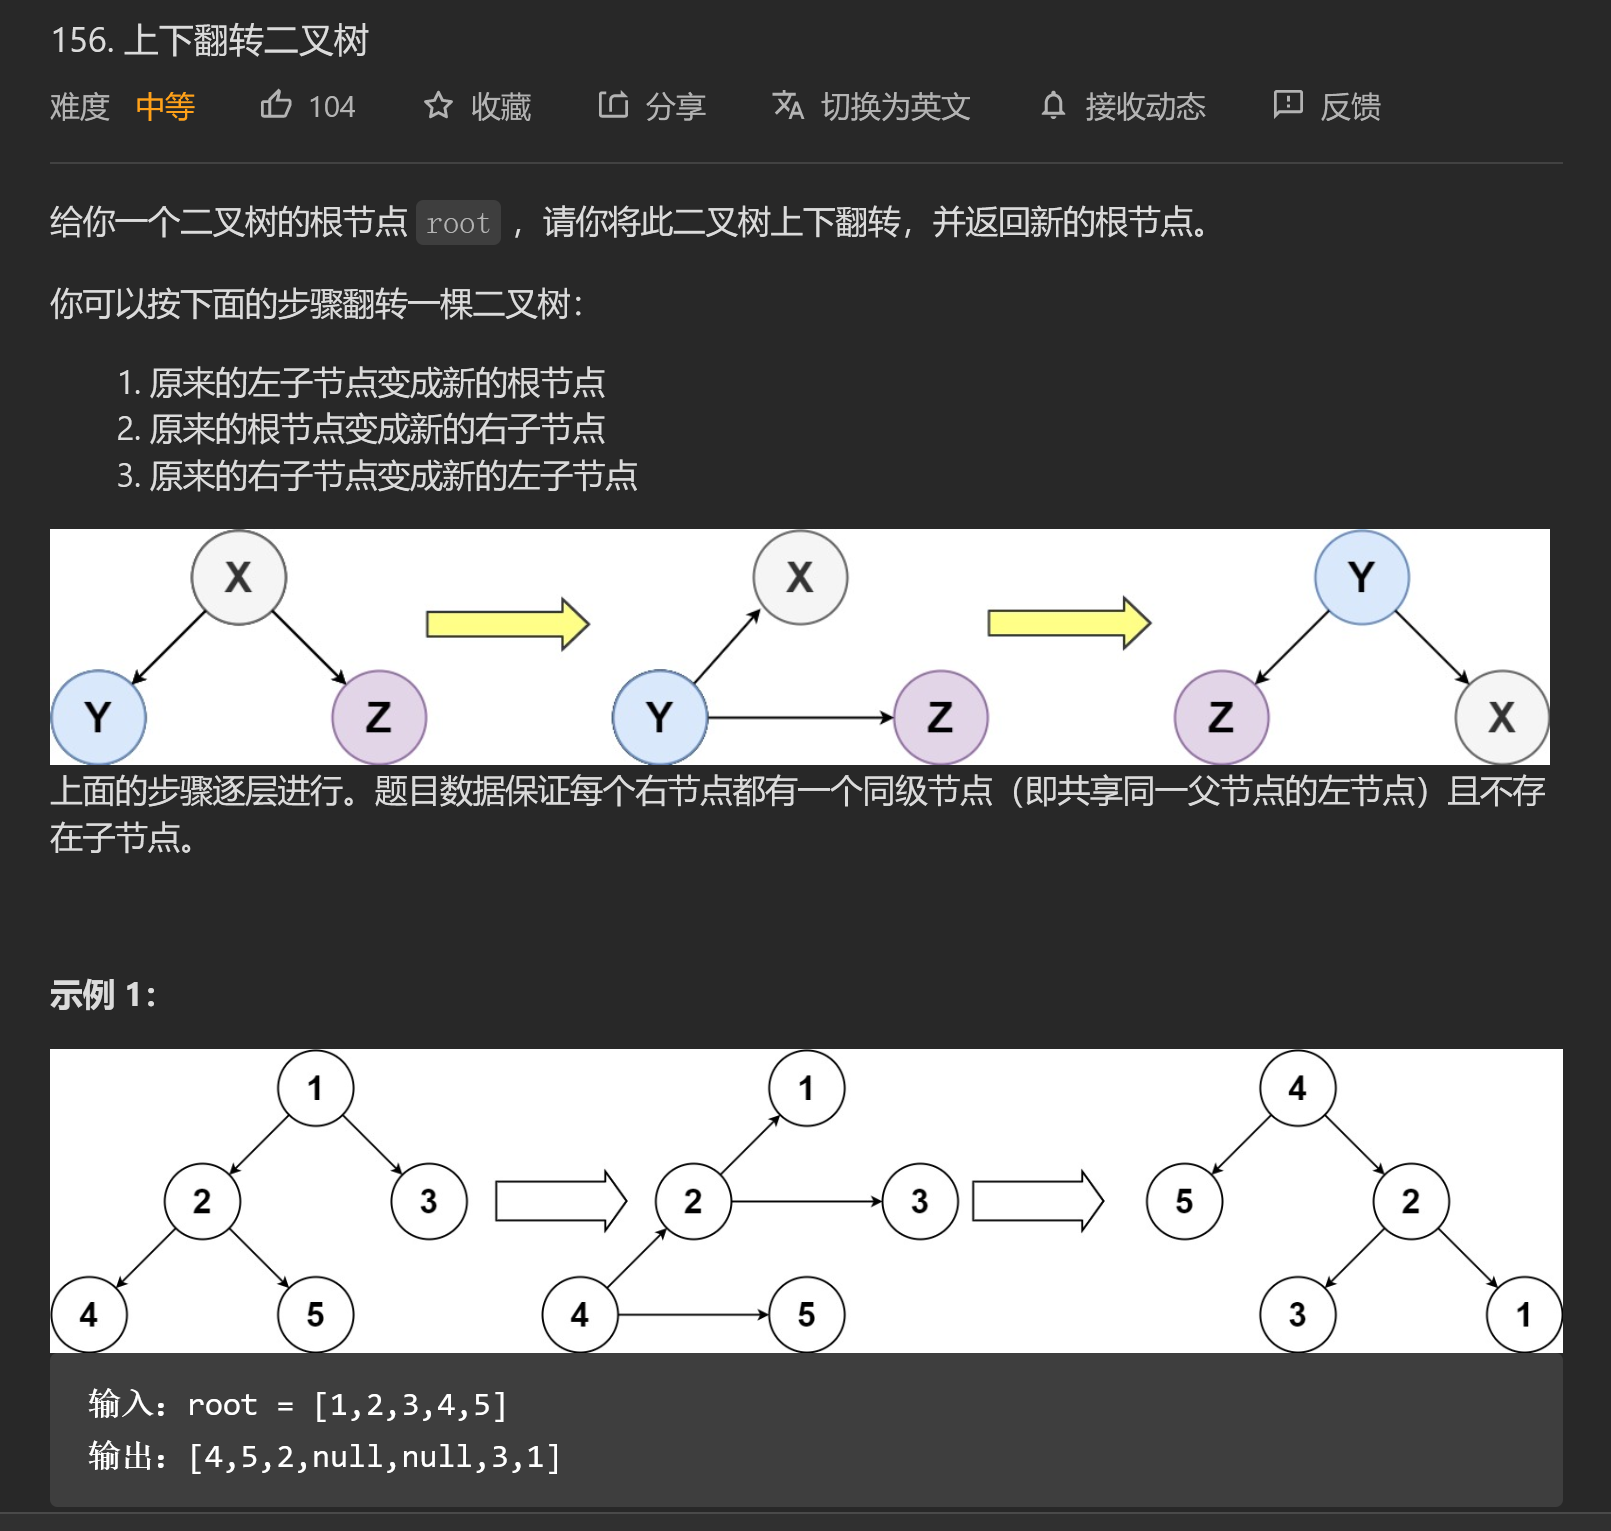 156. 上下翻转二叉树
难度 中等 104 收藏 分享 切换为英文 接收动态 反馈
给你一个二叉树的根节点 root ，请你将此二叉树上下翻转，并返回新的根节点。
你可以按下面的步骤翻转一棵二叉树：
1. 原来的左子节点变成新的根节点
2. 原来的根节点变成新的右子节点
3. 原来的右子节点变成新的左子节点
X X Y
Y Z Y Z Z X
上面的步骤逐层进行。题目数据保证每个右节点都有一个同级节点（即共享同一父节点的左节点）且不存
在子节点。
示例 1：
1 1 4
2 3 2 3 5 2
4 5 4 5 3 1
输入：root = [1,2,3,4,5]
输出：[4,5,2,null,null,3,1]